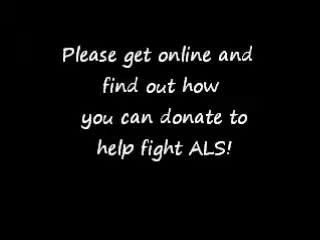 Please get online and
find out how
you can donate to
help fight ALS!